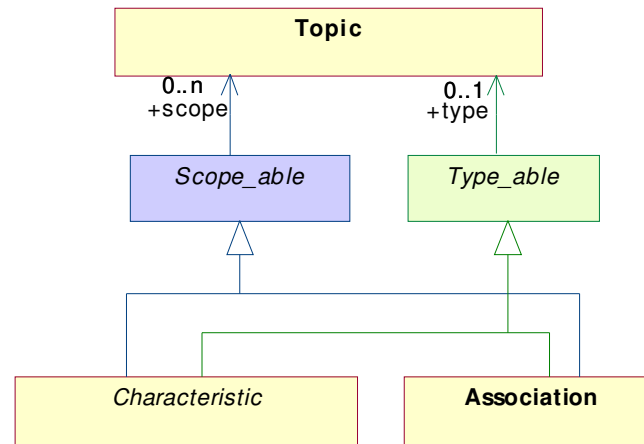 Topic
0..n
+scope
0..1
+type
Scope_able
Type_able
Characteristic
Association